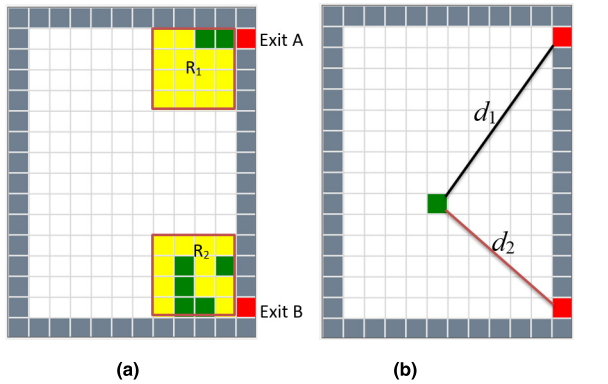 Exit A
R₁
d₁
R₂
d₂
Exit B
(a)
(b)